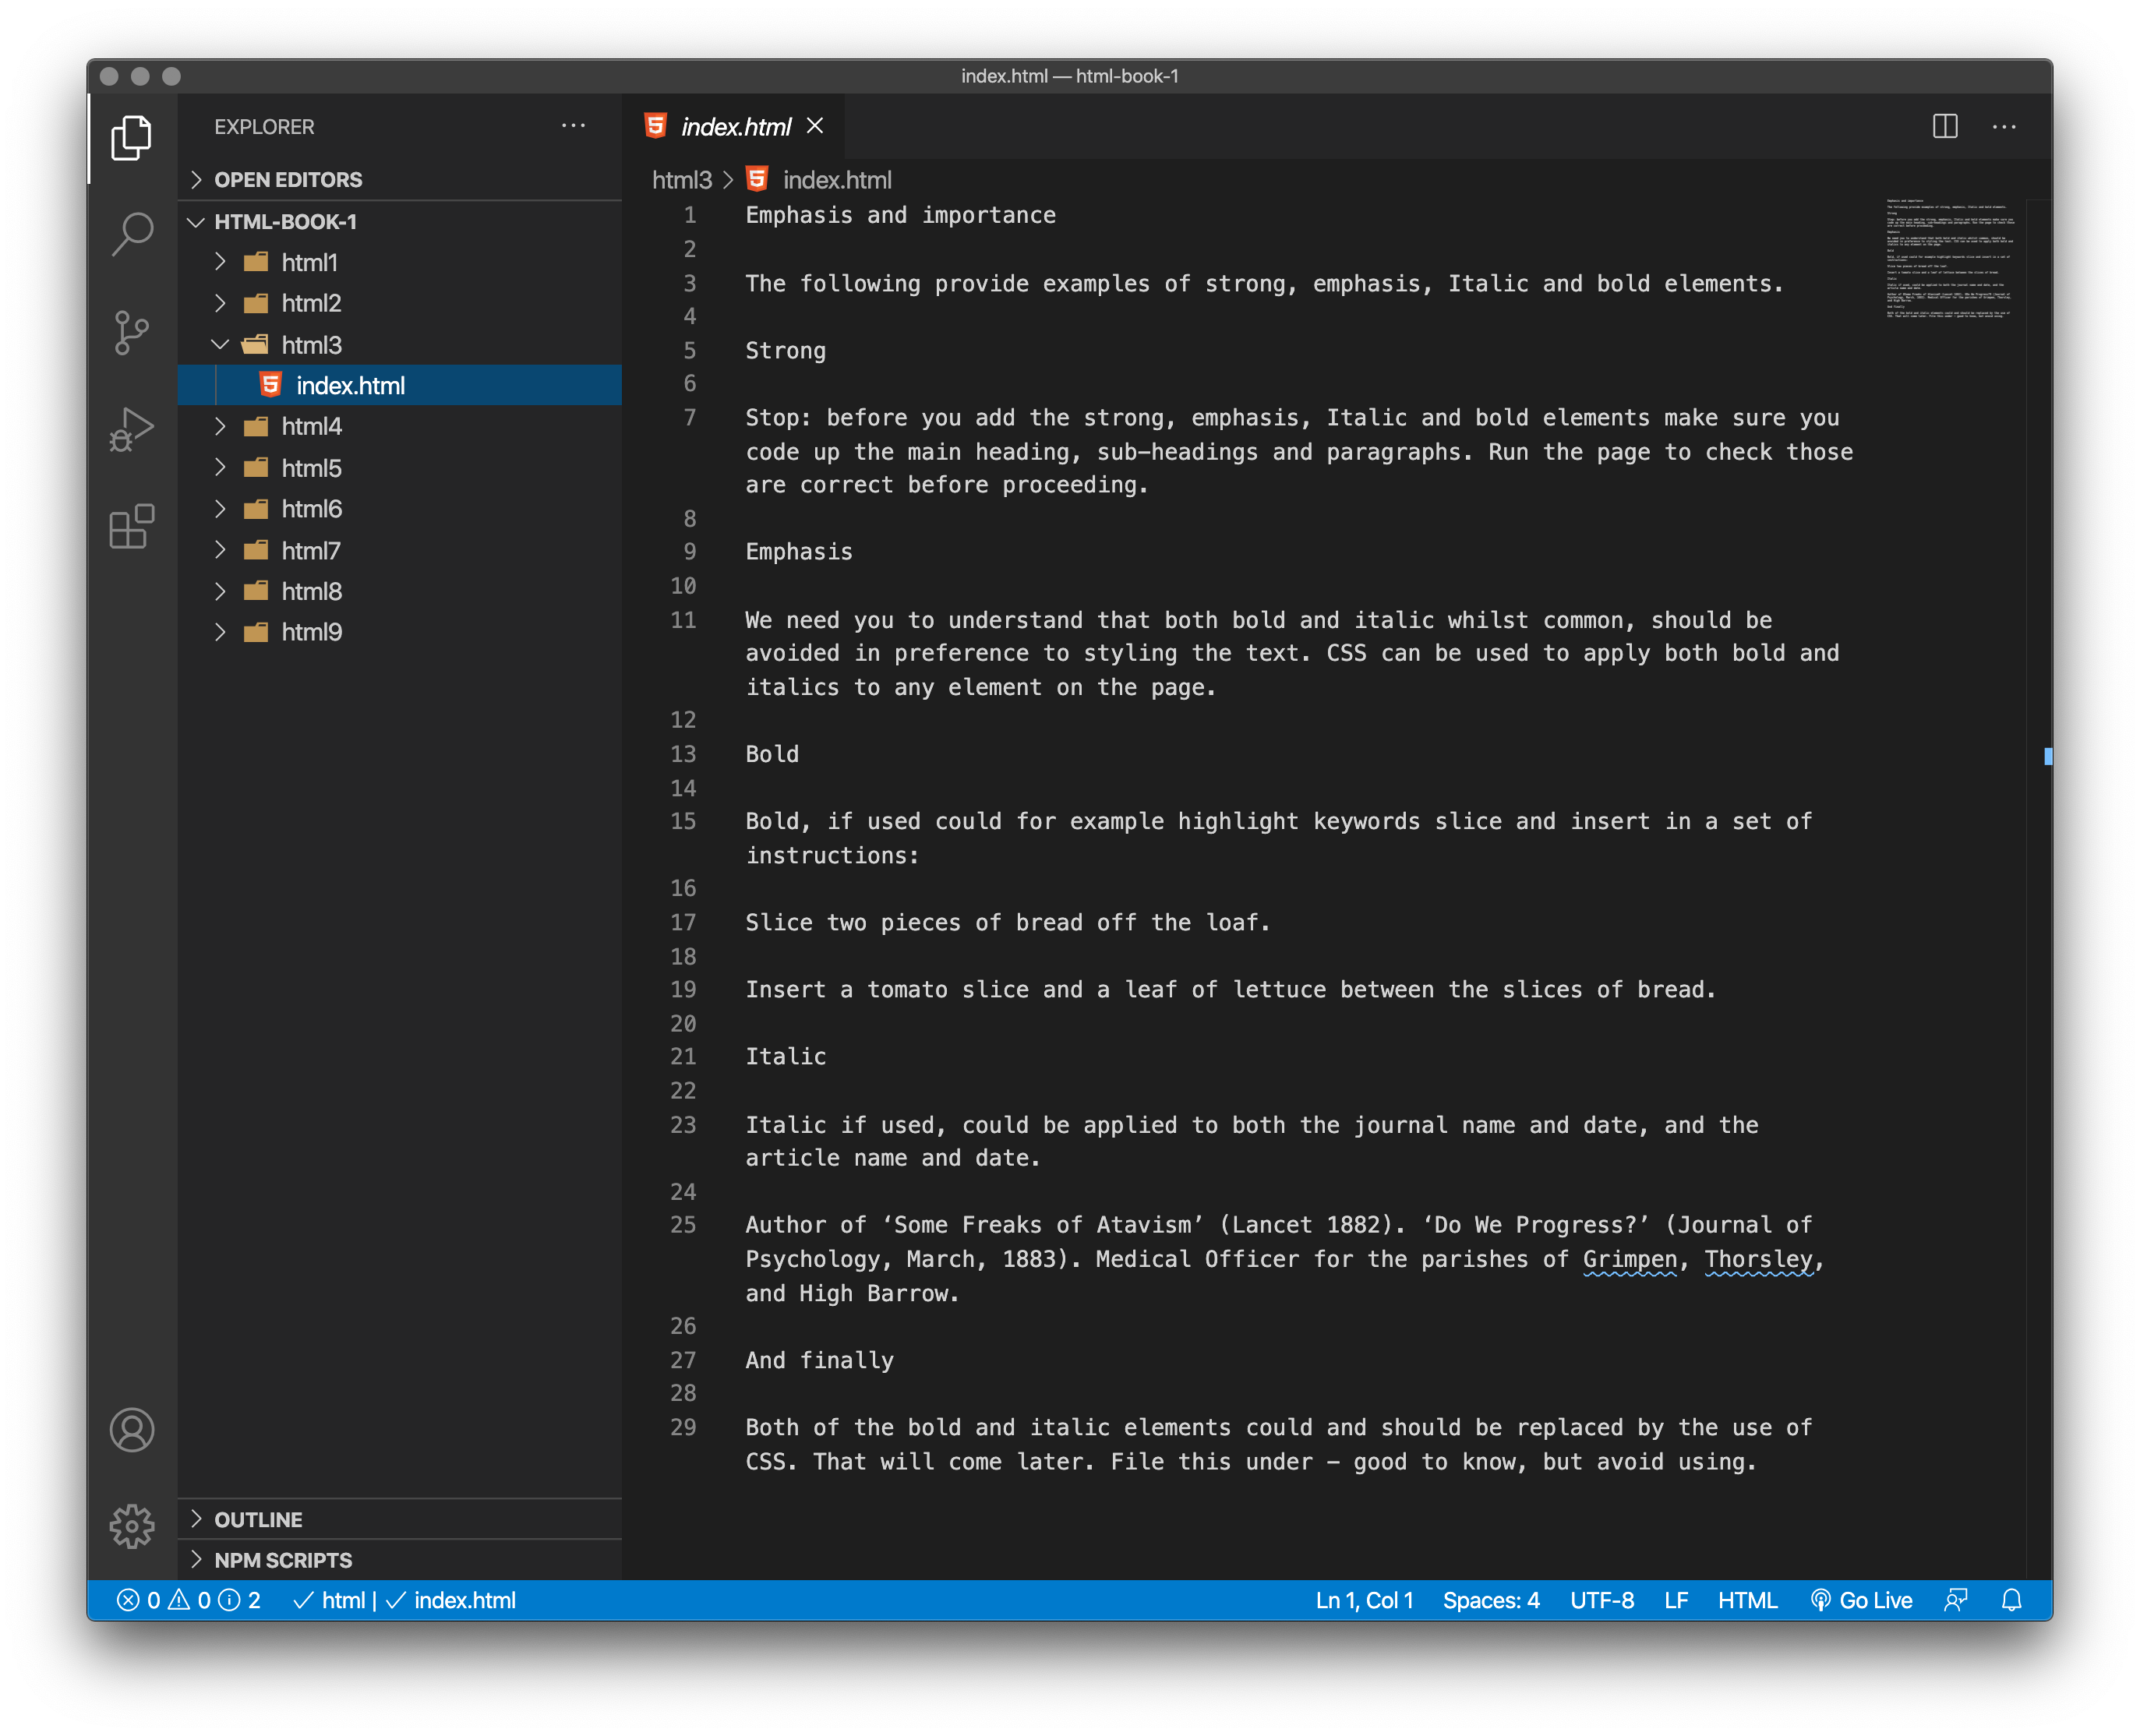 index.html — html-book-1
EXPLORER
OPEN EDITORS
HTML-BOOK-1
html1
html2
html3
index.html
html4
html5
html6
html7
html8
html9
OUTLINE
NPM SCRIPTS
index.html
html3 > index.html
1 Emphasis and importance
2
3 The following provide examples of strong, emphasis, Italic and bold elements.
4
5 Strong
6
7 Stop: before you add the strong, emphasis, Italic and bold elements make sure you
code up the main heading, sub-headings and paragraphs. Run the page to check those
are correct before proceeding.
8
9 Emphasis
10
11 We need you to understand that both bold and italic whilst common, should be
avoided in preference to styling the text. CSS can be used to apply both bold and
italics to any element on the page.
12
13 Bold
14
15 Bold, if used could for example highlight keywords slice and insert in a set of
instructions:
16
17 Slice two pieces of bread off the loaf.
18
19 Insert a tomato slice and a leaf of lettuce between the slices of bread.
20
21 Italic
22
23 Italic if used, could be applied to both the journal name and date, and the
article name and date.
24
25 Author of ‘Some Freaks of Atavism’ (Lancet 1882). ‘Do We Progress?’ (Journal of
Psychology, March, 1883). Medical Officer for the parishes of Grimpen, Thorsley,
and High Barrow.
26
27 And finally
28
29 Both of the bold and italic elements could and should be replaced by the use of
CSS. That will come later. File this under – good to know, but avoid using.
0 0 2 html | index.html Ln 1, Col 1 Spaces: 4 UTF-8 LF HTML Go Live